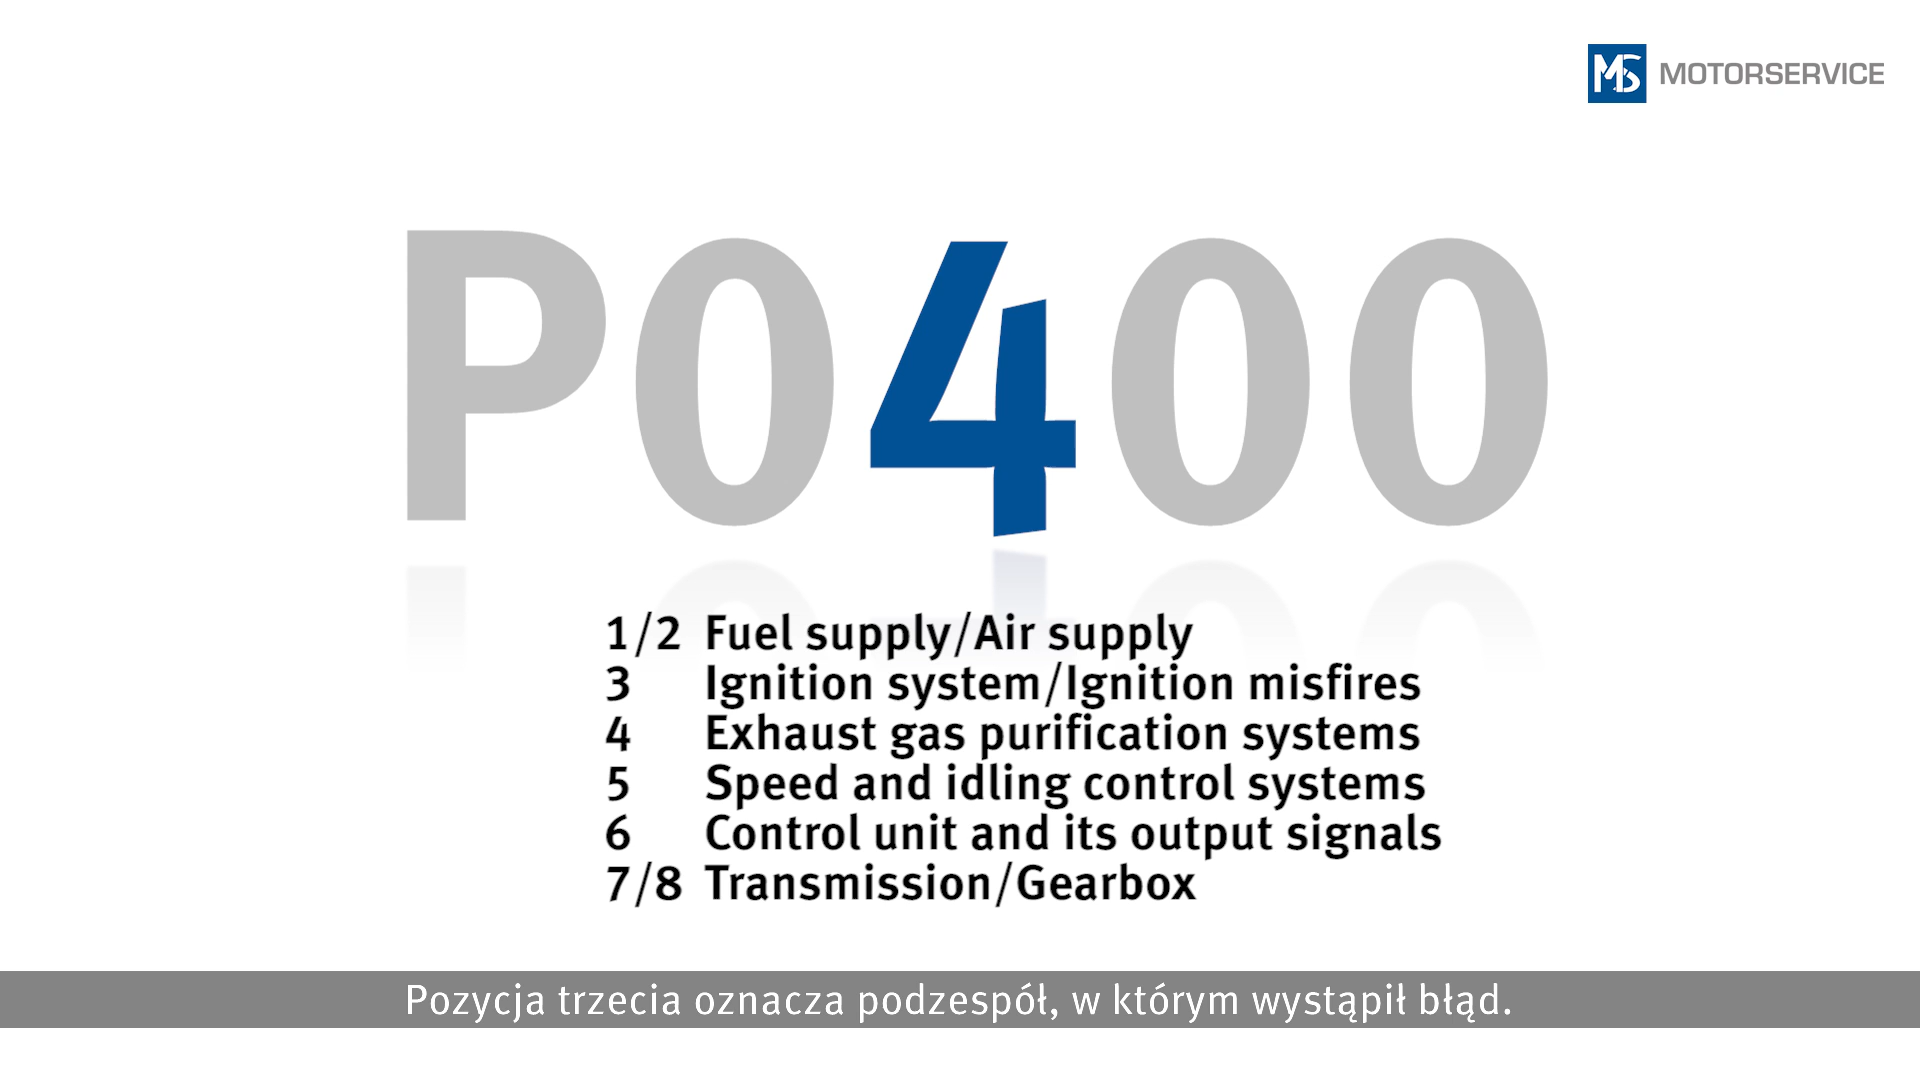 MS MOTORSERVICE
P0400
1/2 Fuel supply/Air supply
3 Ignition system/Ignition misfires
4 Exhaust gas purification systems
5 Speed and idling control systems
6 Control unit and its output signals
7/8 Transmission/Gearbox
Pozycja trzecia oznacza podzespół, w którym wystąpił błąd.